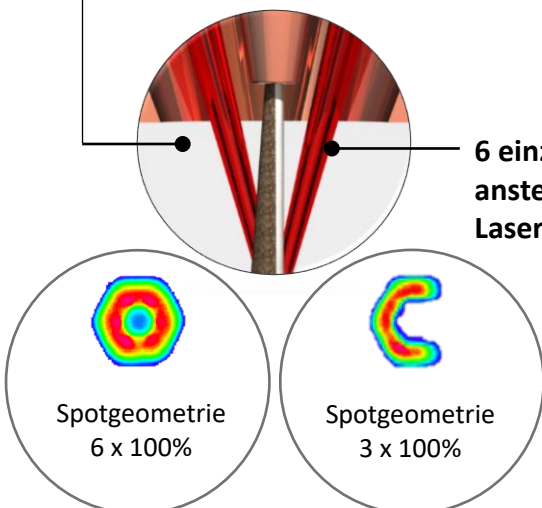 6 einz
anste
Laser
Spotgeometrie
6 x 100%
Spotgeometrie
3 x 100%